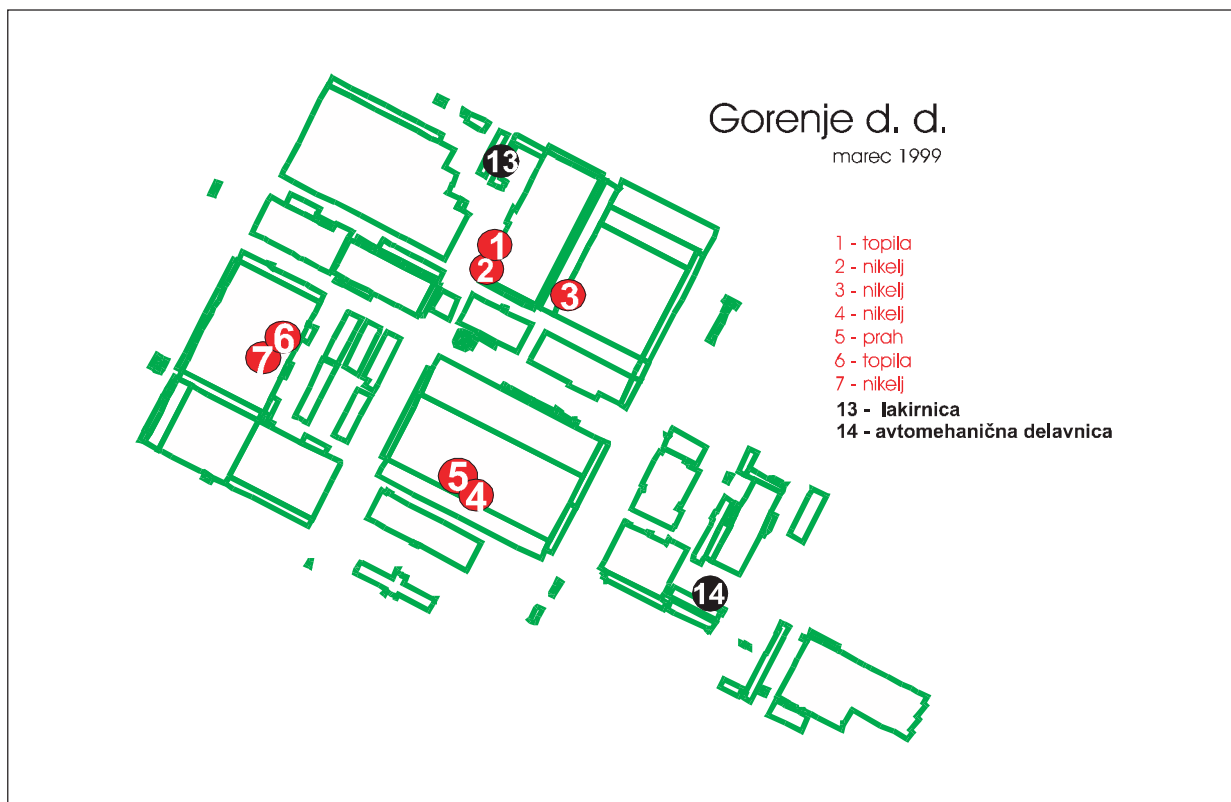 Gorenje d. d.
marec 1999
13
1
2
3
6
7
5
4
14
1 - topila
2 - nikelj
3 - nikelj
4 - nikelj
5 - prah
6 - topila
7 - nikelj
13 - lakirnica
14 - avtomehanična delavnica